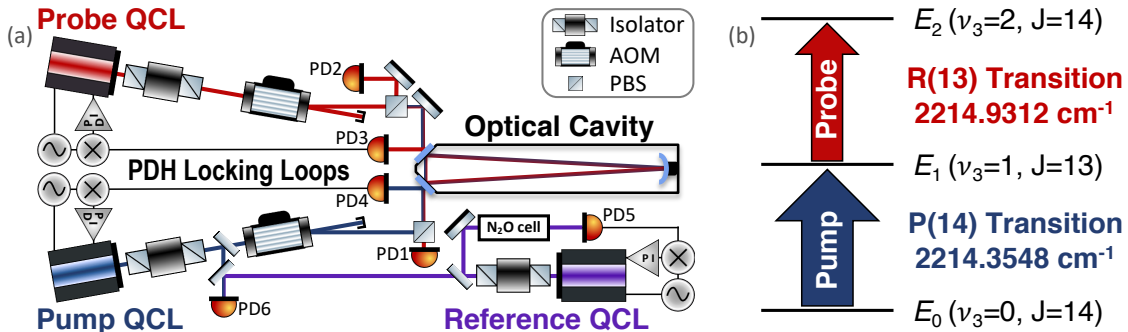 (a)
Probe QCL
Isolator
AOM
PBS
PD2
PI
D
PD3
Optical Cavity
PDH Locking Loops
PD4
PI
D
N₂O cell
PD5
PD1
PI
PD6
Pump QCL
Reference QCL
(b)
E₂ (ν₃=2, J=14)
Probe
R(13) Transition
2214.9312 cm⁻¹
E₁ (ν₃=1, J=13)
Pump
P(14) Transition
2214.3548 cm⁻¹
E₀ (ν₃=0, J=14)